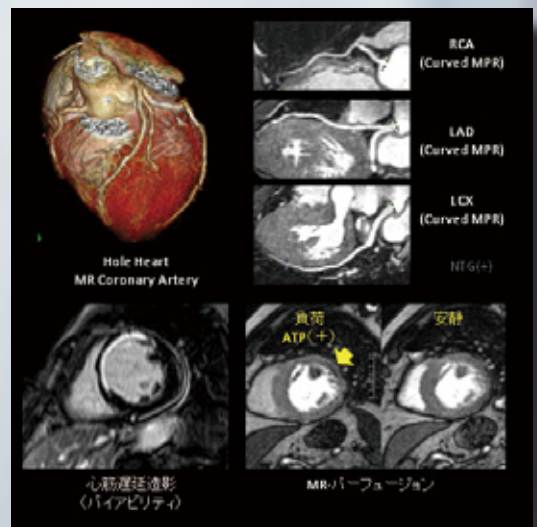 RCA
(Curved MPR)
LAD
(Curved MPR)
LCX
(Curved MPR)
NTG(+)
Hole Heart
MR Coronary Artery
負荷
ATP(+)
安静
心筋遅延造影
(バイアビリティ)
MR-パーフュージョン